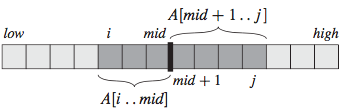 A[mid + 1 . . j]
low i mid high
mid + 1 j
A[i . . mid]